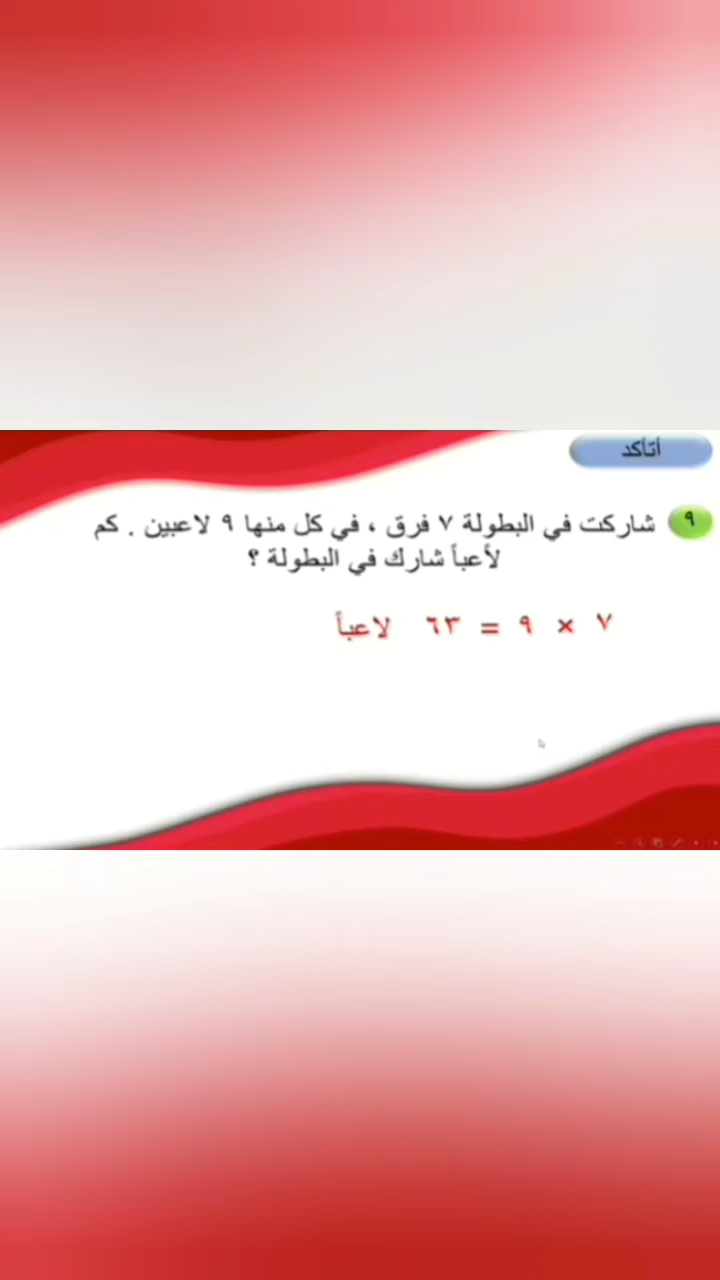 أتأكد
٩ شاركت في البطولة ٧ فرق ، في كل منها ٩ لاعبين . كم
لأعباً شارك في البطولة ؟
٧ × ٩ = ٦٣ لاعباً